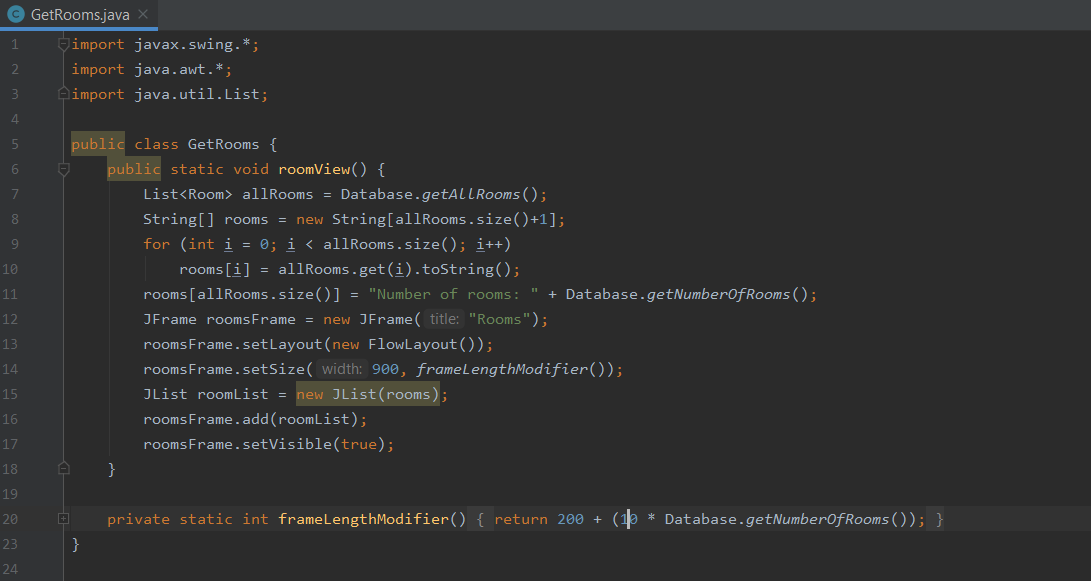 C GetRooms.java ×
1 import javax.swing.*;
2 import java.awt.*;
3 import java.util.List;
4
5 public class GetRooms {
6 public static void roomView() {
7 List<Room> allRooms = Database.getAllRooms();
8 String[] rooms = new String[allRooms.size()+1];
9 for (int i = 0; i < allRooms.size(); i++)
10 rooms[i] = allRooms.get(i).toString();
11 rooms[allRooms.size()] = "Number of rooms: " + Database.getNumberOfRooms();
12 JFrame roomsFrame = new JFrame( title: "Rooms");
13 roomsFrame.setLayout(new FlowLayout());
14 roomsFrame.setSize( width: 900, frameLengthModifier());
15 JList roomList = new JList(rooms);
16 roomsFrame.add(roomList);
17 roomsFrame.setVisible(true);
18 }
19
20 private static int frameLengthModifier() { return 200 + (10 * Database.getNumberOfRooms()); }
23 }
24